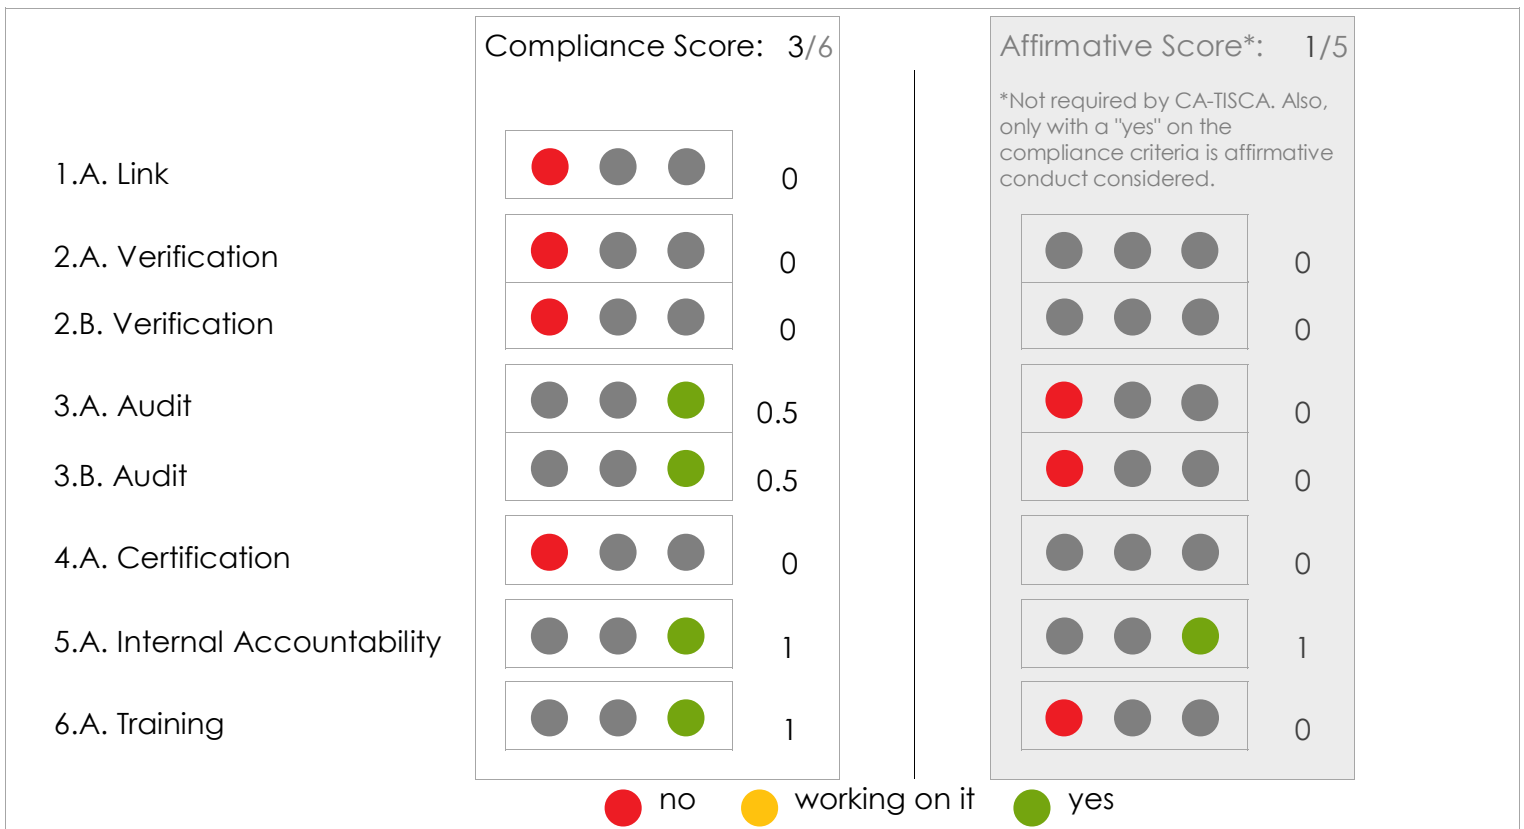 Compliance Score: 3/6
Affirmative Score*: 1/5
*Not required by CA-TISCA. Also,
only with a "yes" on the
compliance criteria is affirmative
conduct considered.
1.A. Link 0
2.A. Verification 0 0
2.B. Verification 0 0
3.A. Audit 0.5 0
3.B. Audit 0.5 0
4.A. Certification 0 0
5.A. Internal Accountability 1 1
6.A. Training 1 0
no working on it yes